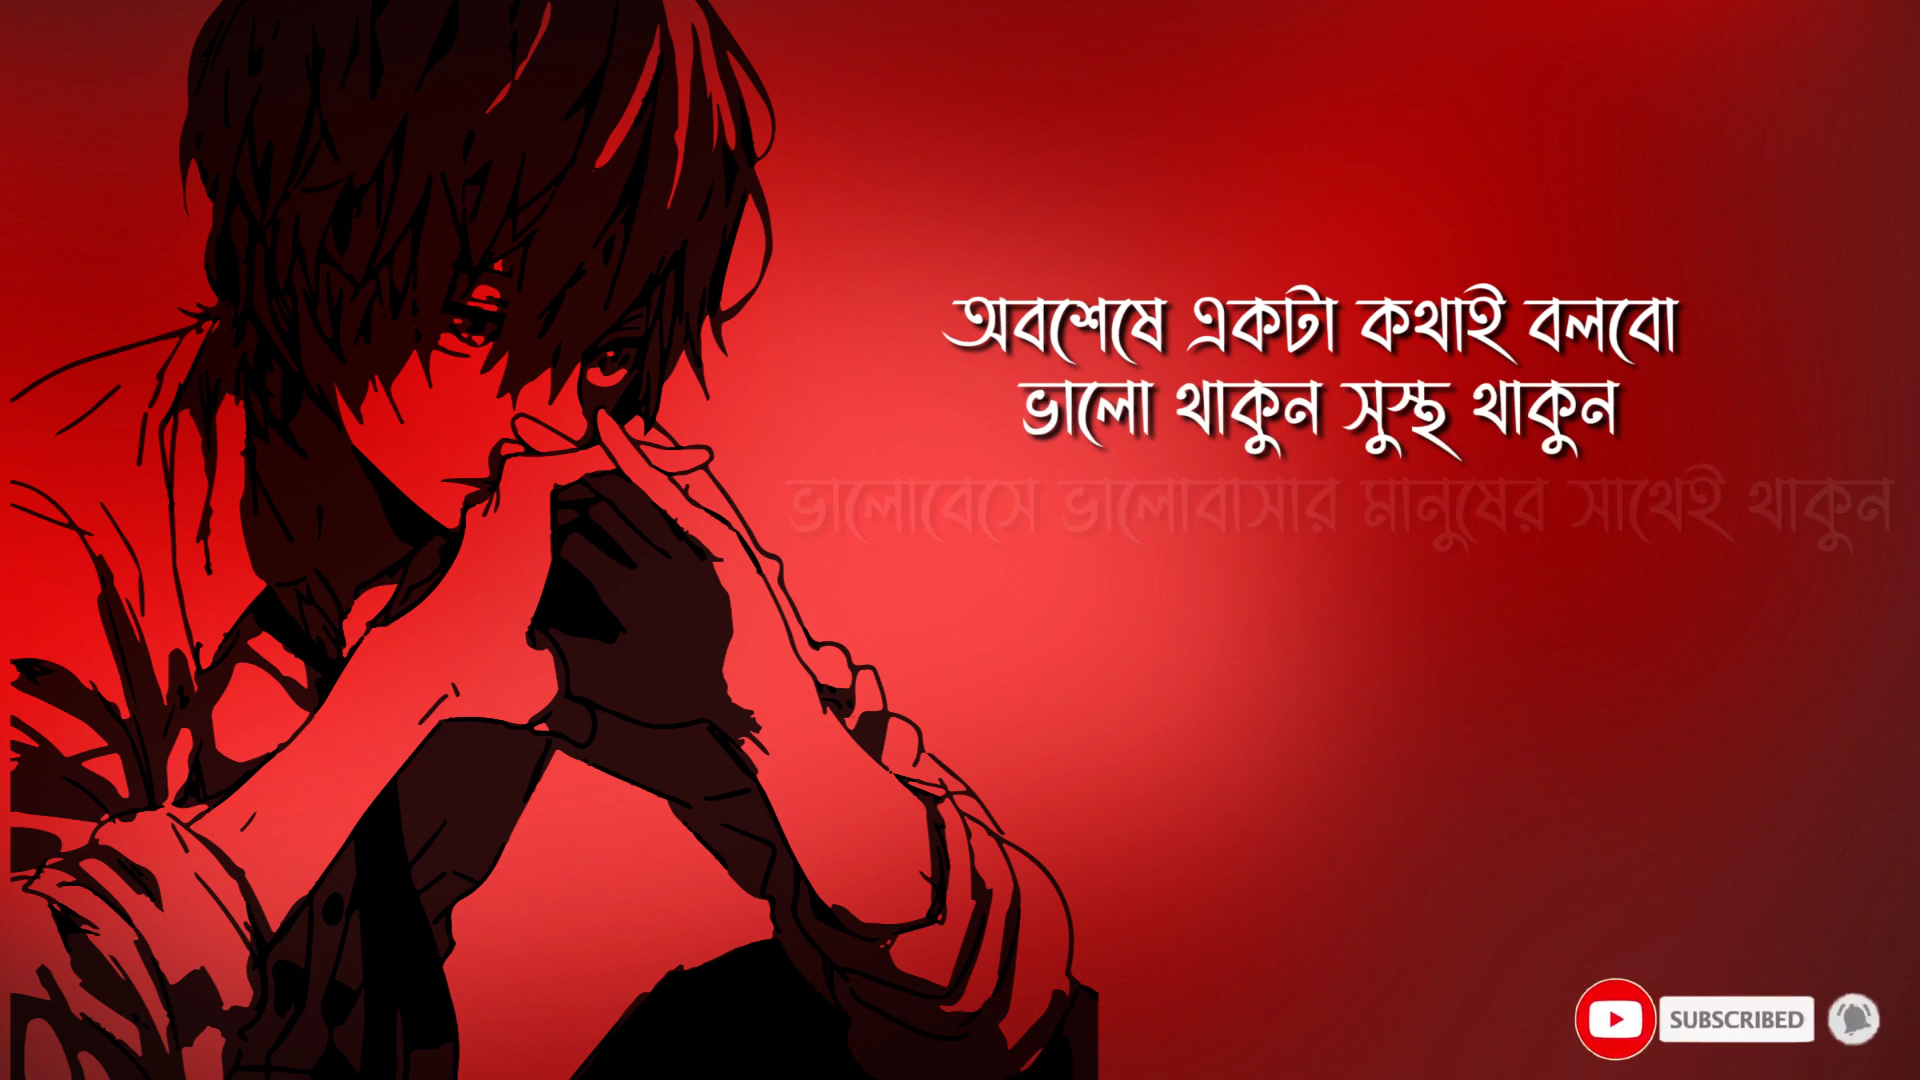 অবশেষে একটা কথাই বলবো
ভালো থাকুন সুস্থ থাকুন
ভালোবেসে ভালোবাসার মানুষের সাথেই থাকুন
SUBSCRIBED